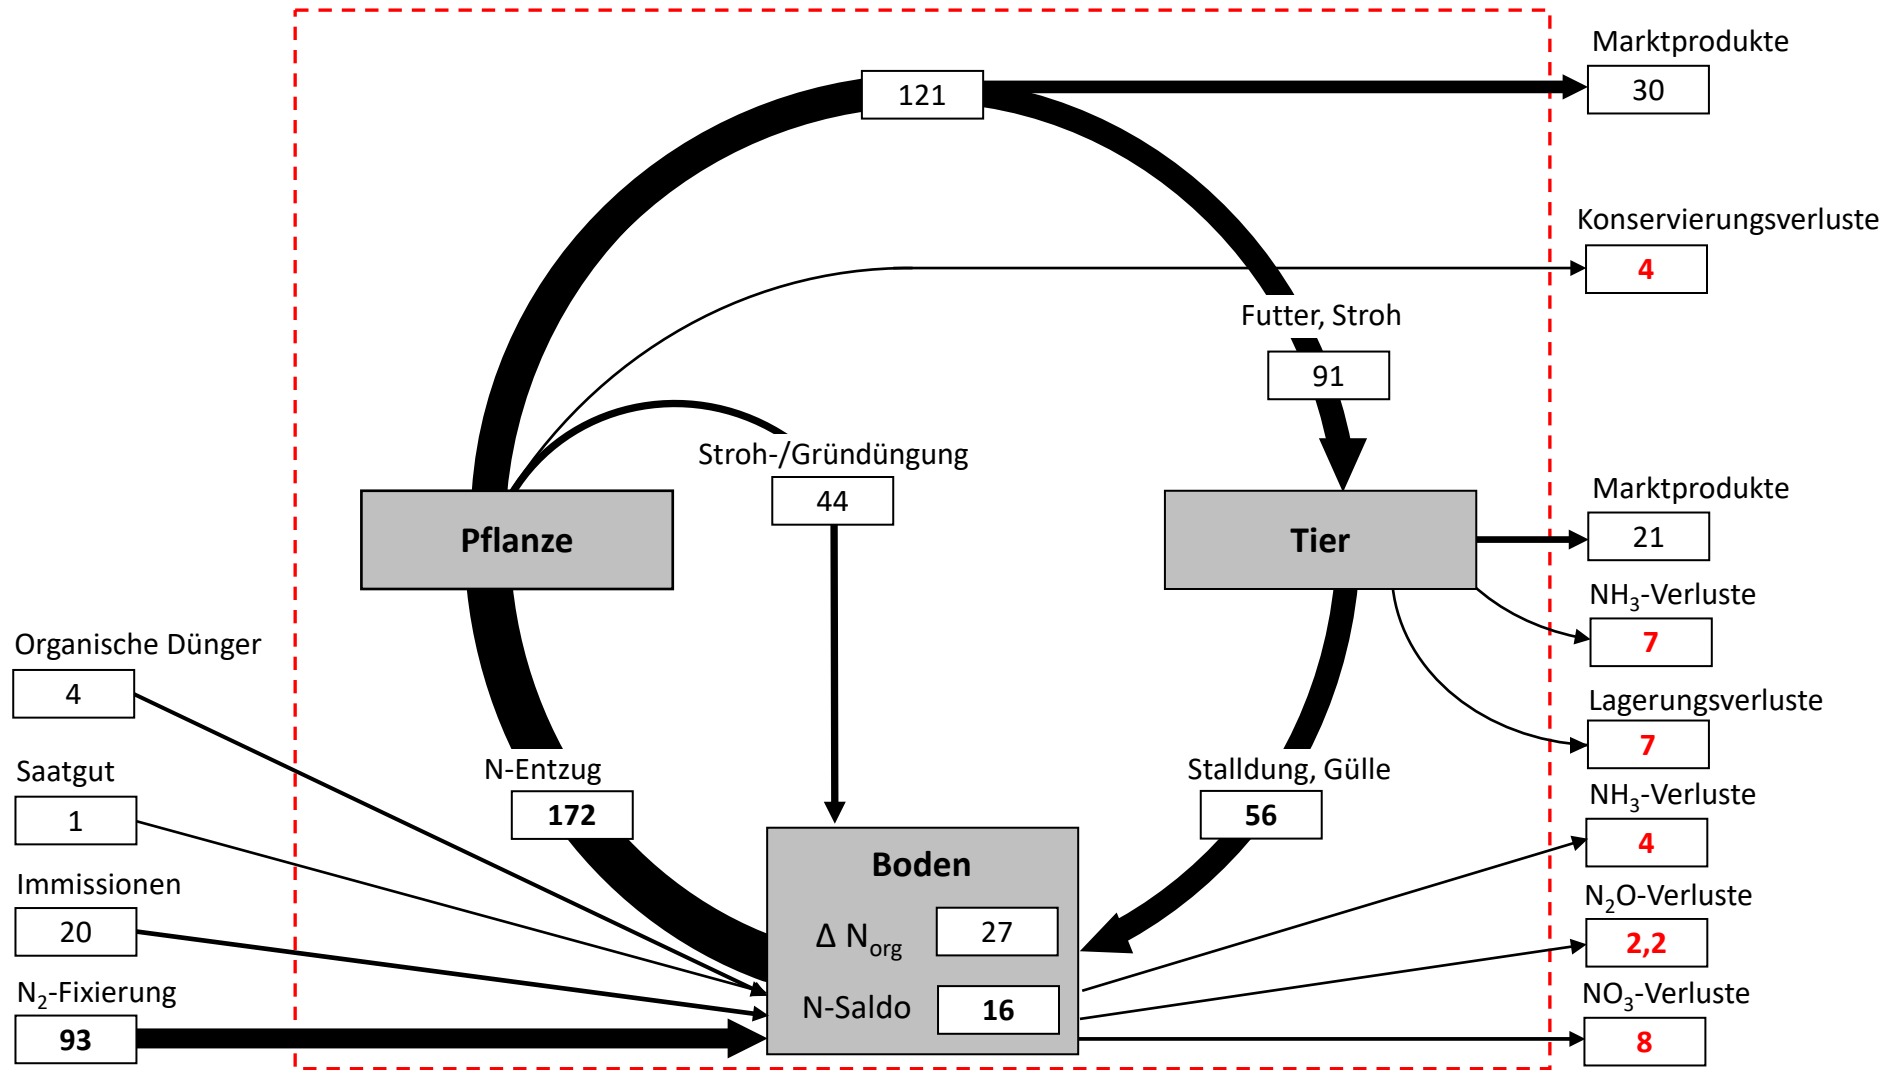 Marktprodukte
121
30
Konservierungsverluste
4
Futter, Stroh
91
Stroh-/Gründüngung
44
Marktprodukte
21
Pflanze
Tier
NH₃-Verluste
7
Organische Dünger
4
Lagerungsverluste
7
N-Entzug
172
Stalldung, Gülle
56
Saatgut
1
NH₃-Verluste
4
Boden
Δ N_org 27
N-Saldo 16
Immissionen
20
N₂O-Verluste
2,2
N₂-Fixierung
93
NO₃-Verluste
8